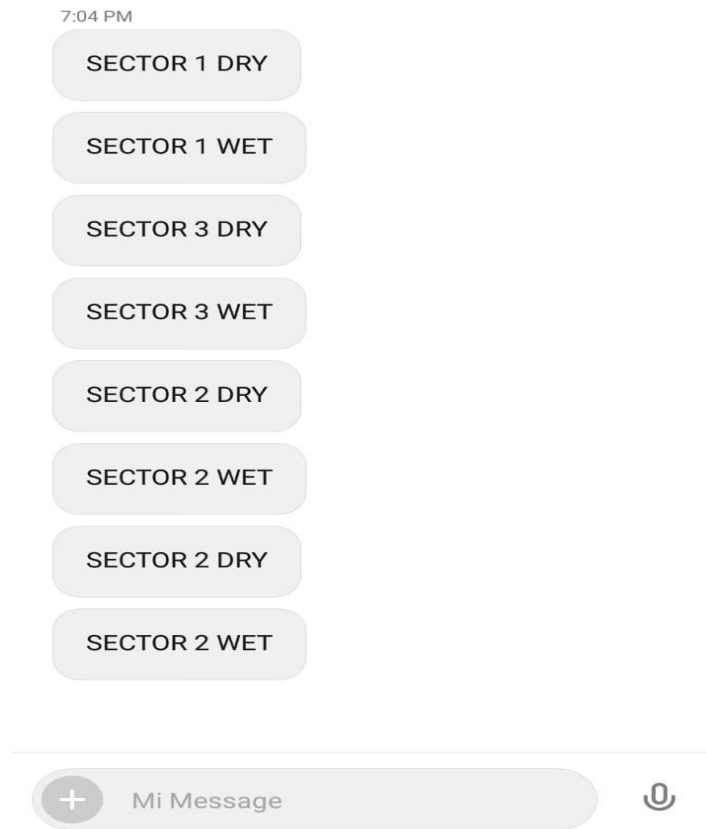 7:04 PM
SECTOR 1 DRY
SECTOR 1 WET
SECTOR 3 DRY
SECTOR 3 WET
SECTOR 2 DRY
SECTOR 2 WET
SECTOR 2 DRY
SECTOR 2 WET
Mi Message